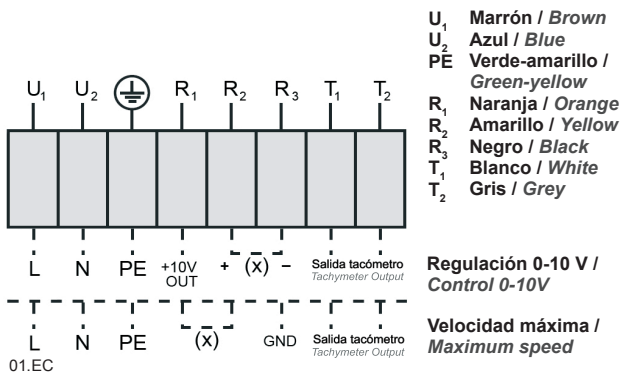 U1 U2 R1 R2 R3 T1 T2
L N PE +10V OUT + (x) – Salida tacómetro
Tachymeter Output
L N PE (x) GND Salida tacómetro
Tachymeter Output
01.EC
U1 Marrón / Brown
U2 Azul / Blue
PE Verde-amarillo /
Green-yellow
R1 Naranja / Orange
R2 Amarillo / Yellow
R3 Negro / Black
T1 Blanco / White
T2 Gris / Grey
Regulación 0-10 V /
Control 0-10V
Velocidad máxima /
Maximum speed